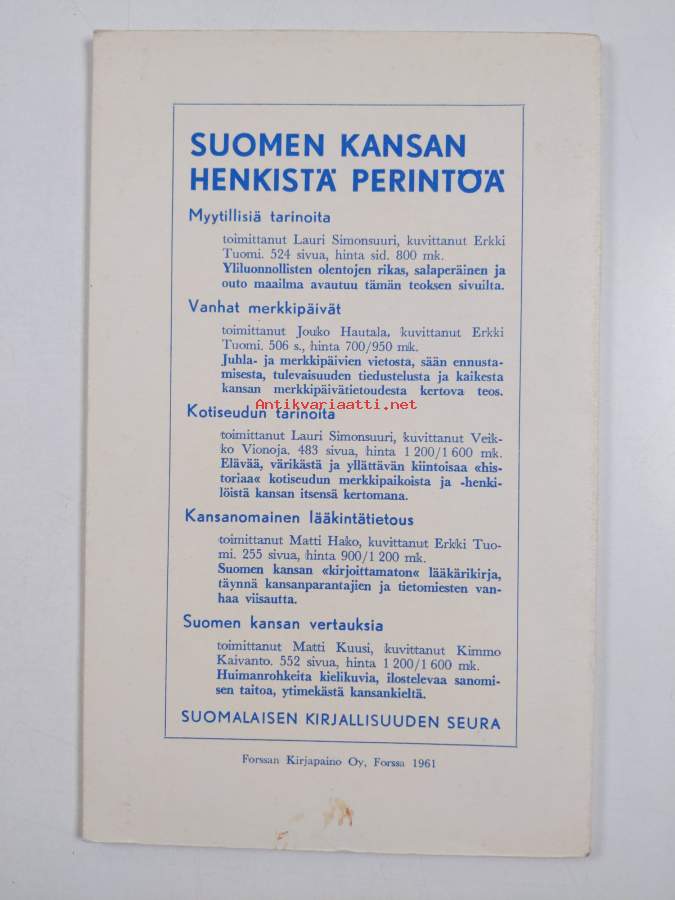 SUOMEN KANSAN
HENKISTÄ PERINTÖÄ
Myytillisiä tarinoita
toimittanut Lauri Simonsuuri, kuvittanut Erkki
Tuomi. 524 sivua, hinta sid. 800 mk.
Yliluonnollisten olentojen rikas, salaperäinen ja
outo maailma avautuu tämän teoksen sivuilta.
Vanhat merkkipäivät
toimittanut Jouko Hautala, kuvittanut Erkki
Tuomi. 506 s., hinta 700/950 mk.
Juhla- ja merkkipäivien vietosta, sään ennusta-
misesta, tulevaisuuden tiedustelusta ja kaikesta
kansan merkkipäivätietoudesta kertova teos.
Antikvariaatti.net
Kotiseudun tarinoita
toimittanut Lauri Simonsuuri, kuvittanut Veik-
ko Vionoja. 483 sivua, hinta 1 200/1 600 mk.
Elävää, värikästä ja yllättävän kiintoisaa «his-
toriaa« kotiseudun merkkipaikoista ja -henki-
löistä kansan itsensä kertomana.
Kansanomainen lääkintätietous
toimittanut Matti Hako, kuvittanut Erkki Tuo-
mi. 255 sivua, hinta 900/1 200 mk.
Suomen kansan «kirjoittamaton« lääkärikirja,
täynnä kansanparantajien ja tietomiesten van-
haa viisautta.
Suomen kansan vertauksia
toimittanut Matti Kuusi, kuvittanut Kimmo
Kaivanto. 552 sivua, hinta 1 200/1 600 mk.
Huimanrohkeita kielikuvia, ilostelevaa sanomi-
sen taitoa, ytimekästä kansankieltä.
SUOMALAISEN KIRJALLISUUDEN SEURA
Forssan Kirjapaino Oy, Forssa 1961